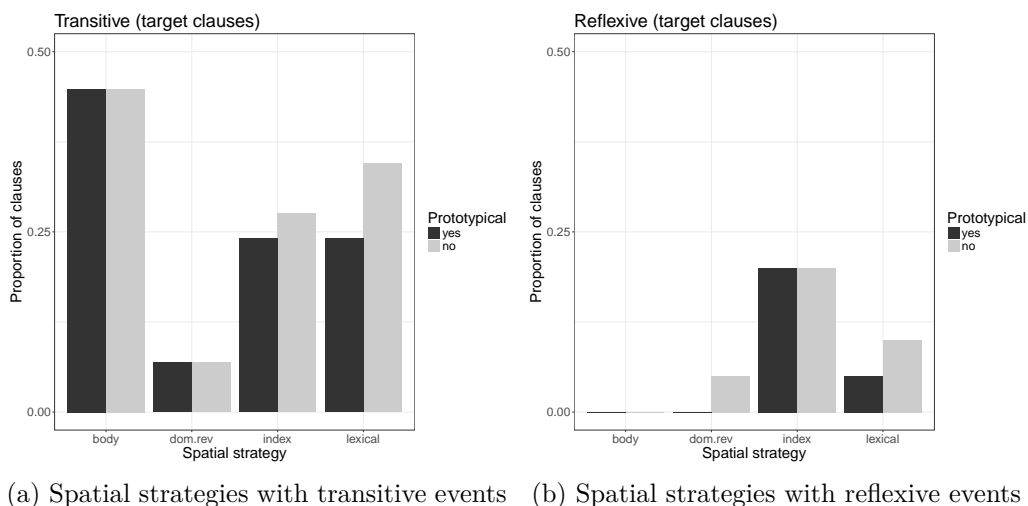 Transitive (target clauses)
0.50
0.25
0.00
Proportion of clauses
body dom.rev index lexical
Spatial strategy
Prototypical
yes
no
(a) Spatial strategies with transitive events
Reflexive (target clauses)
0.50
0.25
0.00
Proportion of clauses
body dom.rev index lexical
Spatial strategy
Prototypical
yes
no
(b) Spatial strategies with reflexive events